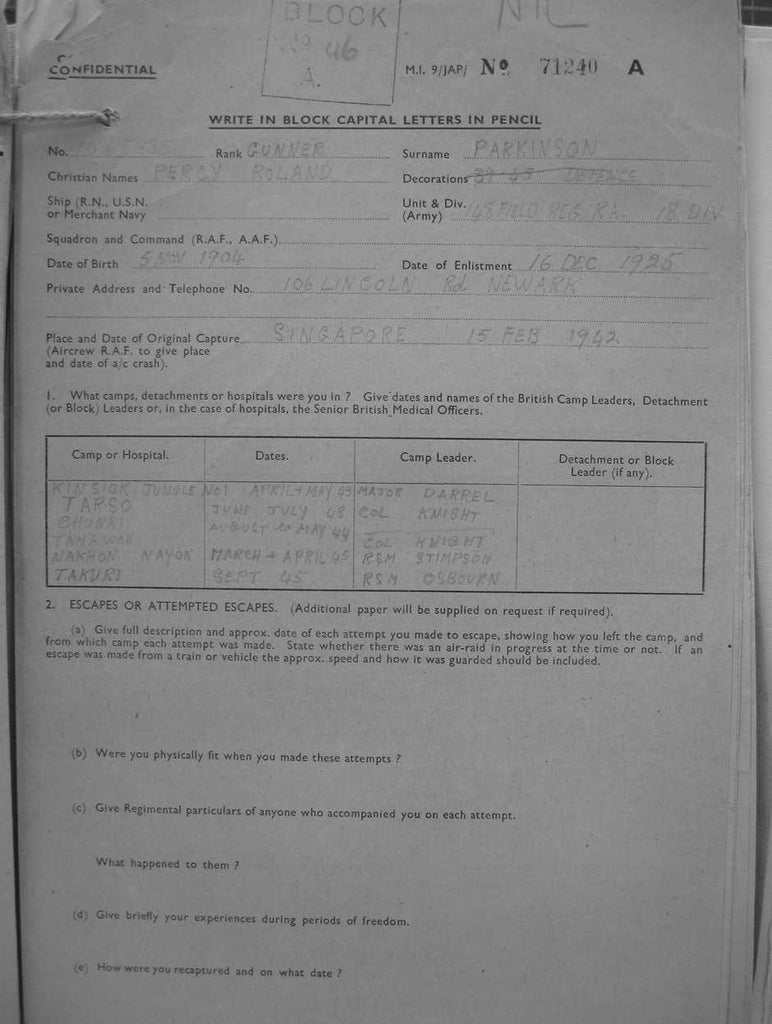 BLOCK
No 46
A.
NIL
CONFIDENTIAL
M.I. 9/JAP/ No. 71240 A
WRITE IN BLOCK CAPITAL LETTERS IN PENCIL
No. Rank GUNNER Surname PARKINSON
Christian Names PERCY ROLAND Decorations 39 45 DEFENCE
Ship (R.N., U.S.N. or Merchant Navy Unit & Div. (Army) 148 FIELD REG RA. 18 DIV
Squadron and Command (R.A.F., A.A.F.)
Date of Birth 5 NOV 1904 Date of Enlistment 16 DEC 1925
Private Address and Telephone No. 106 LINCOLN Rd NEWARK
Place and Date of Original Capture SINGAPORE 15 FEB 1942
(Aircrew R.A.F. to give place
and date of a/c crash).
1. What camps, detachments or hospitals were you in ? Give dates and names of the British Camp Leaders, Detachment
(or Block) Leaders or, in the case of hospitals, the Senior British Medical Officers.
Camp or Hospital. Dates. Camp Leader. Detachment or Block Leader (if any).
KINSIOK JUNGLE No1 APRIL + MAY 43 MAJOR DARREL
TARSO JUNE JULY 43 COL KNIGHT
CHUNKI AUGUST to MAY 44
TAMAWAN COL KNIGHT
NAKHON NAYOK MARCH + APRIL 45 RSM STIMPSON
TAKURI SEPT 45 RSM OSBOURN
2. ESCAPES OR ATTEMPTED ESCAPES. (Additional paper will be supplied on request if required).
(a) Give full description and approx. date of each attempt you made to escape, showing how you left the camp, and
from which camp each attempt was made. State whether there was an air-raid in progress at the time or not. If an
escape was made from a train or vehicle the approx. speed and how it was guarded should be included.
(b) Were you physically fit when you made these attempts ?
(c) Give Regimental particulars of anyone who accompanied you on each attempt.
What happened to them ?
(d) Give briefly your experiences during periods of freedom.
(e) How were you recaptured and on what date ?